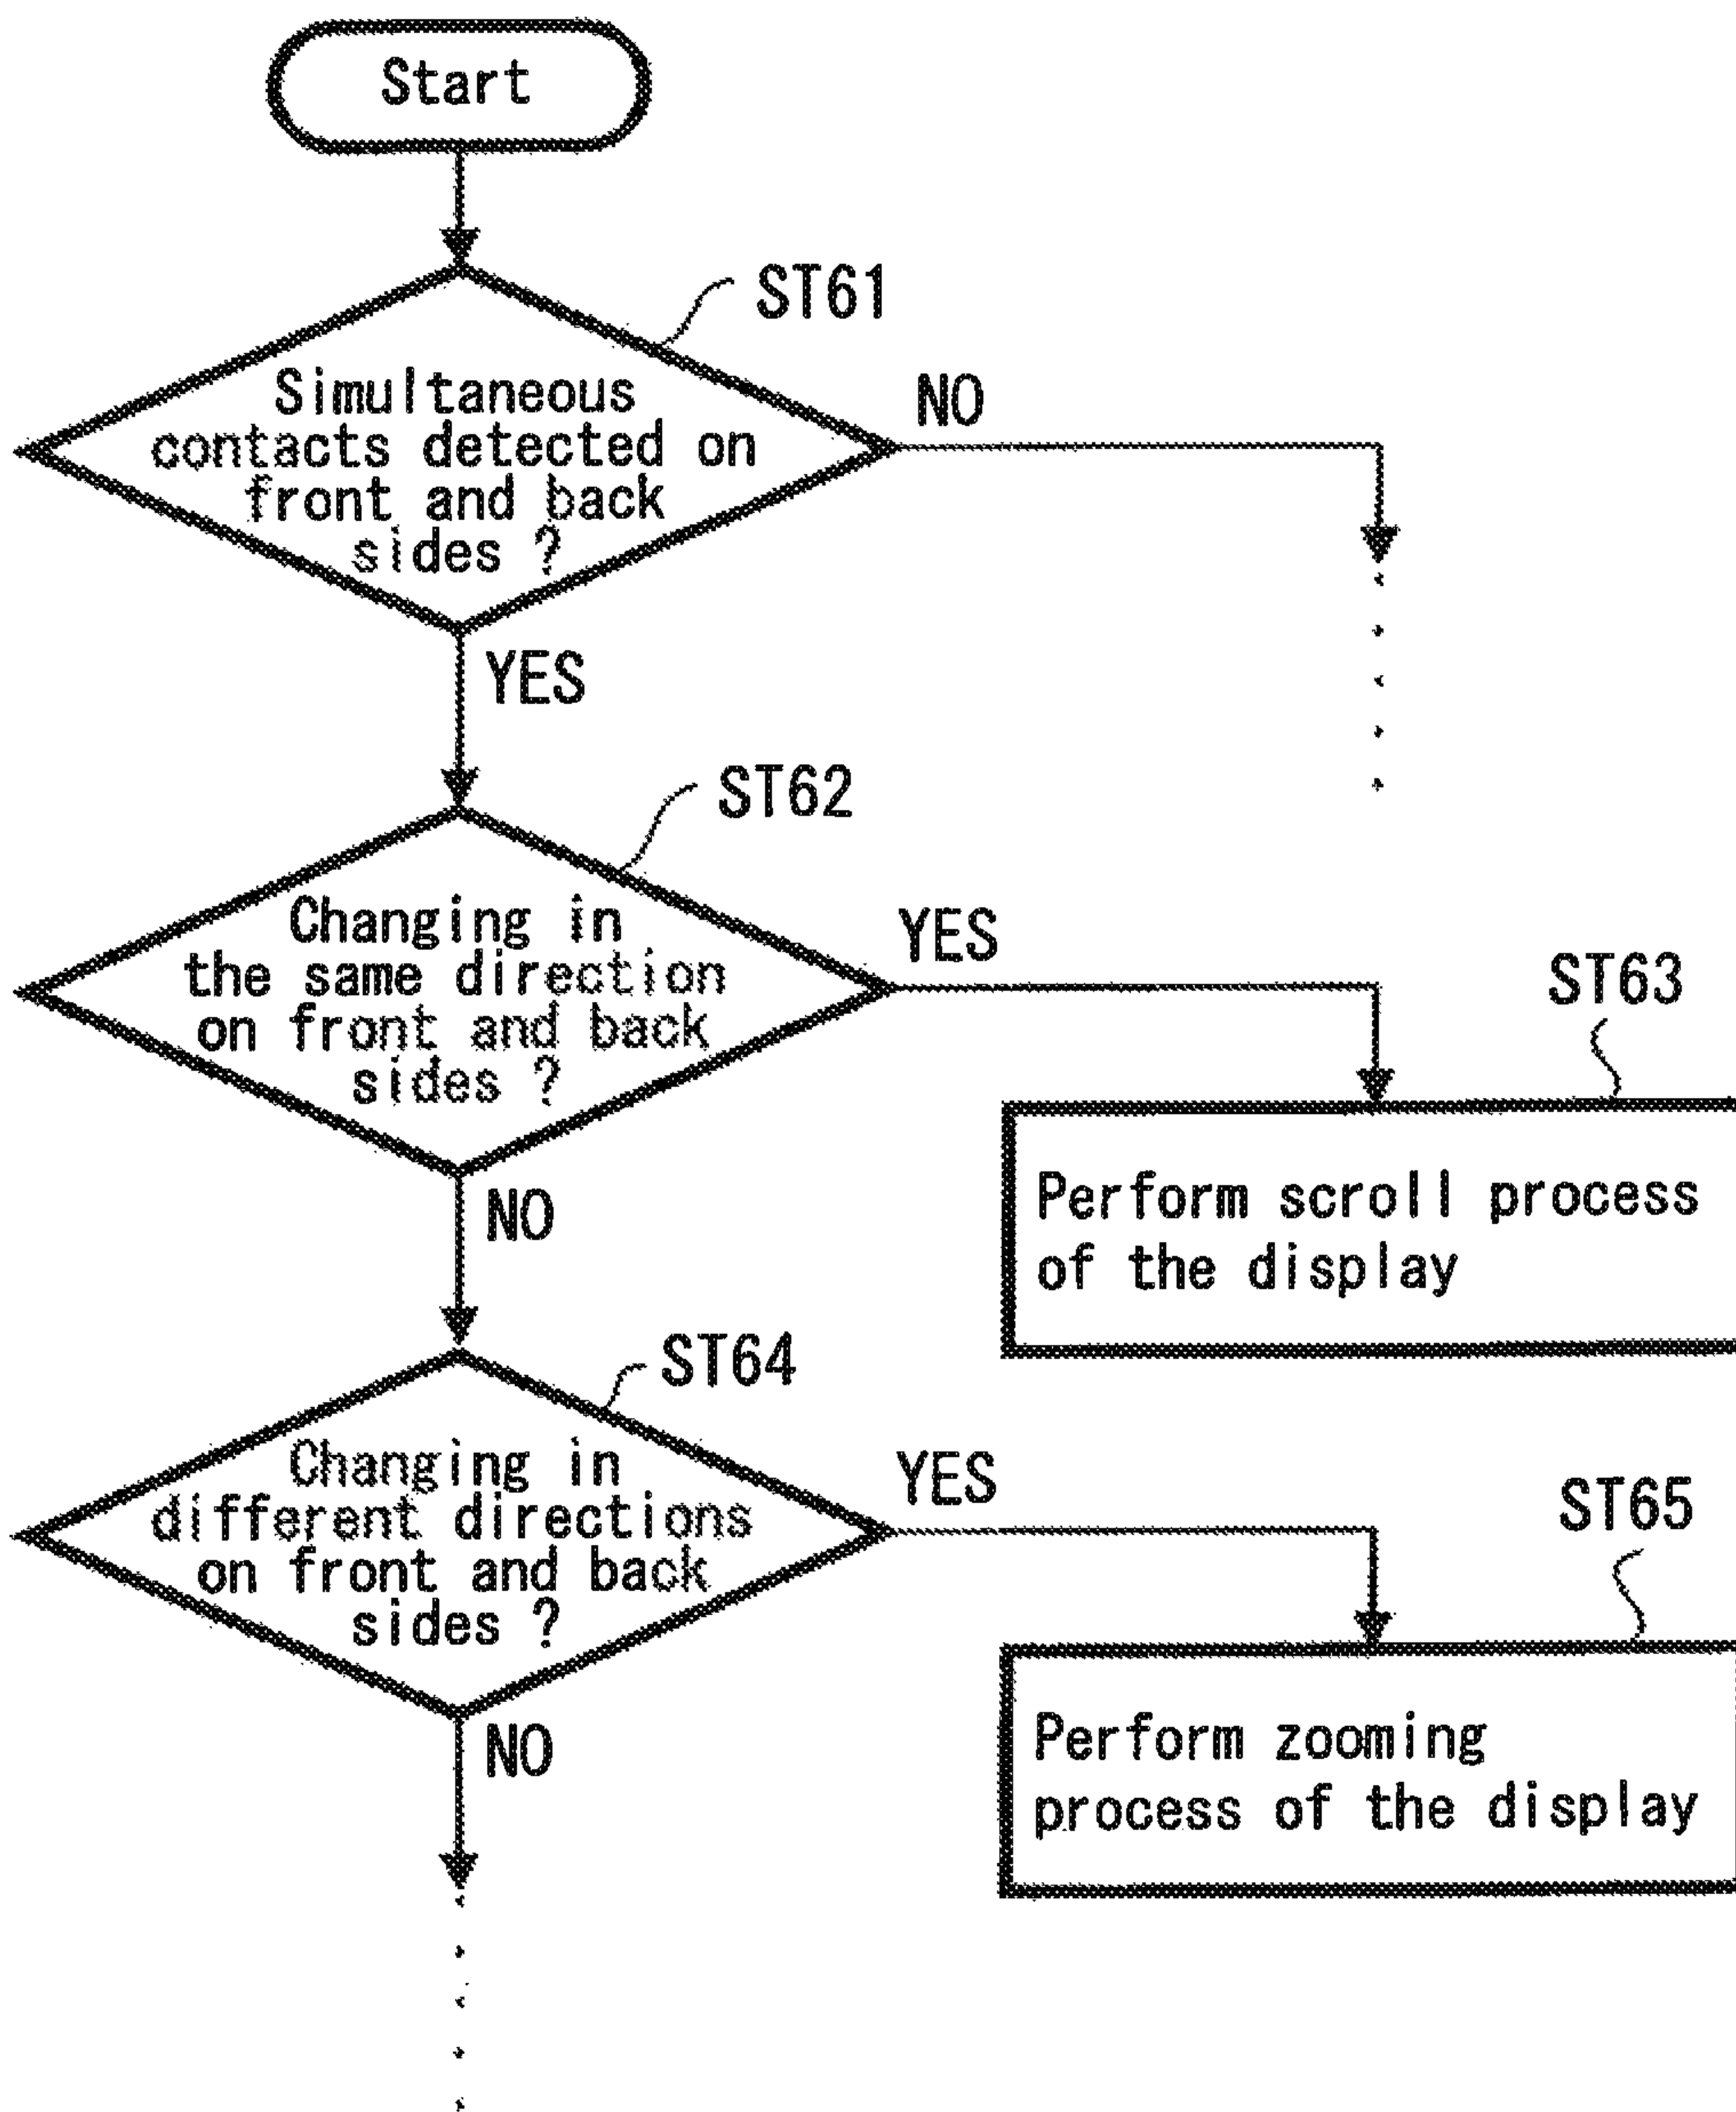 Start
ST61
Simultaneous
contacts detected on
front and back
sides ?
NO
YES
ST62
Changing in
the same direction
on front and back
sides ?
YES
ST63
Perform scroll process
of the display
NO
ST64
Changing in
different directions
on front and back
sides ?
YES
ST65
Perform zooming
process of the display
NO